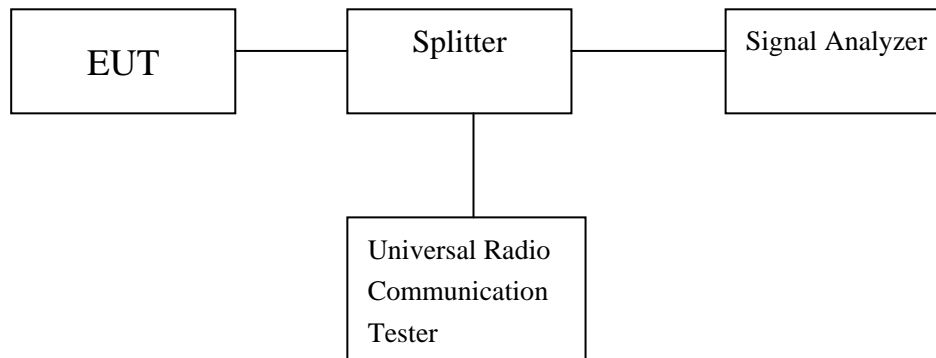 EUT
Splitter
Signal Analyzer
Universal Radio
Communication
Tester